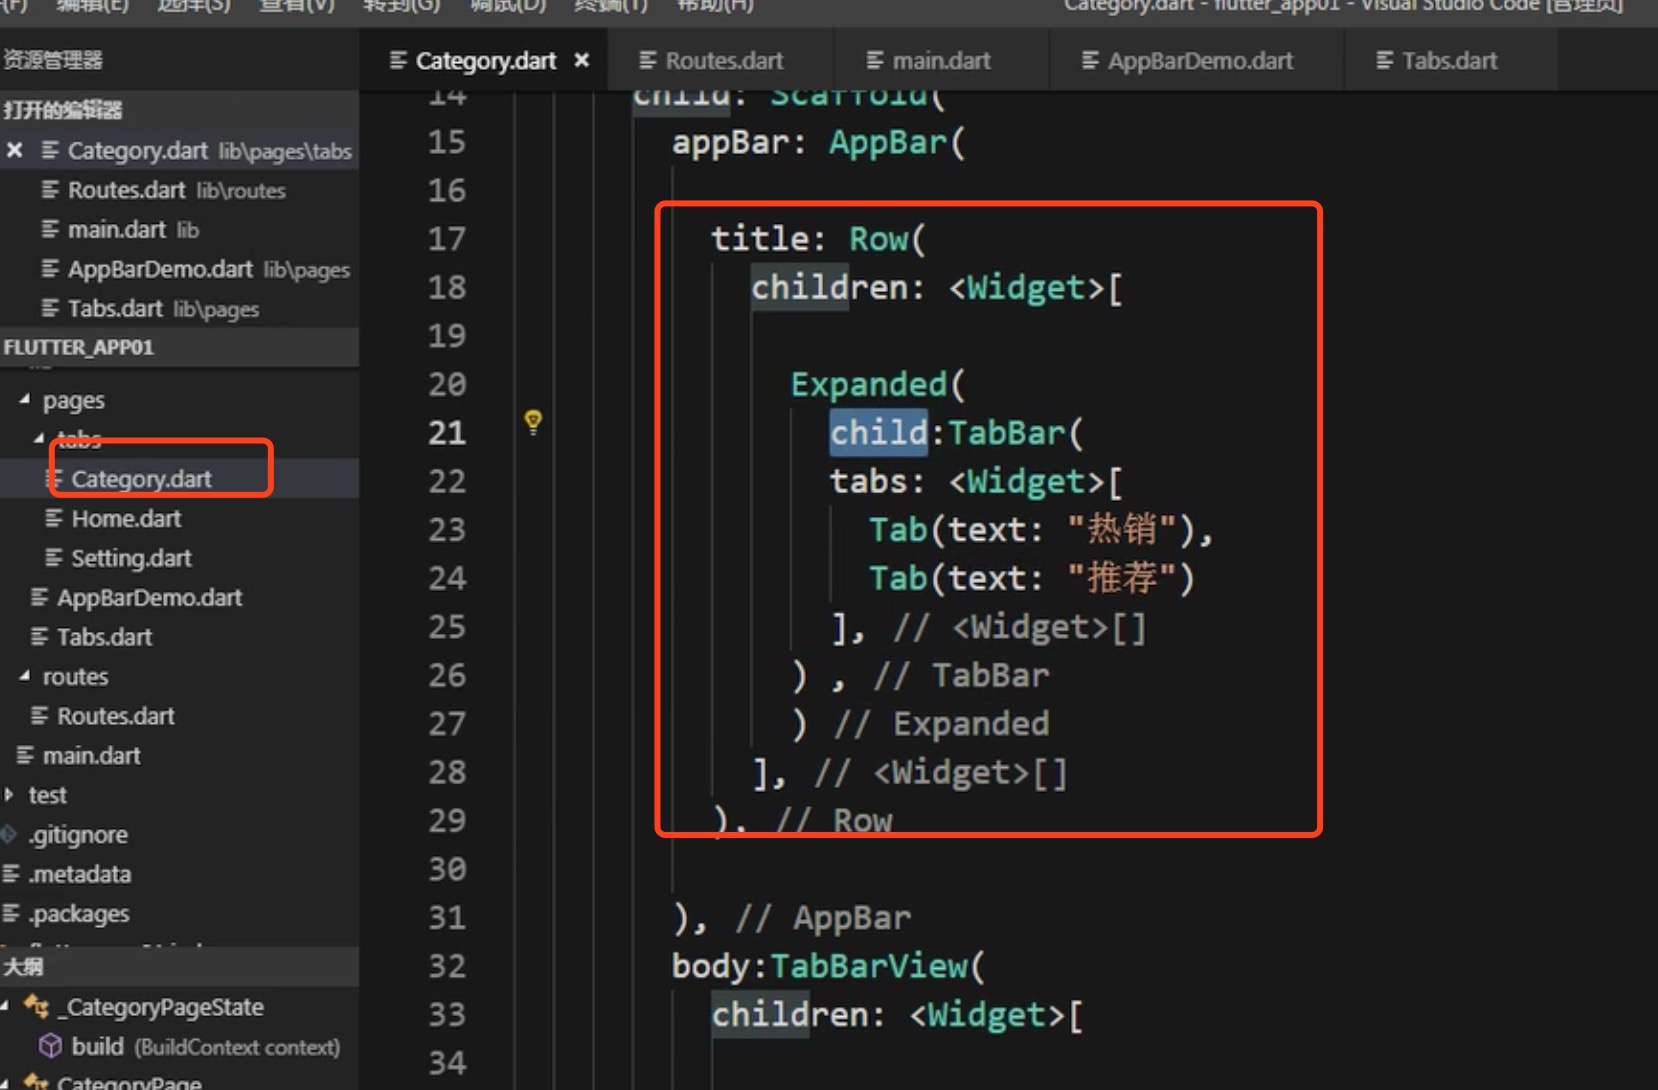 (F) 编辑(E) 选择(S) 查看(V) 转到(G) 调试(D) 终端(T) 帮助(H) Category.dart - flutter_app01 - Visual Studio Code [管理员]
资源管理器
打开的编辑器
Category.dart lib\pages\tabs
Routes.dart lib\routes
main.dart lib
AppBarDemo.dart lib\pages
Tabs.dart lib\pages
FLUTTER_APP01
pages
tabs
Category.dart
Home.dart
Setting.dart
AppBarDemo.dart
Tabs.dart
routes
Routes.dart
main.dart
test
.gitignore
.metadata
.packages
大纲
_CategoryPageState
build (BuildContext context)
CategoryPage
Category.dart Routes.dart main.dart AppBarDemo.dart Tabs.dart
14 child: Scaffold(
15 appBar: AppBar(
16
17 title: Row(
18 children: <Widget>[
19
20 Expanded(
21 child:TabBar(
22 tabs: <Widget>[
23 Tab(text: "热销"),
24 Tab(text: "推荐")
25 ], // <Widget>[]
26 ) , // TabBar
27 ) // Expanded
28 ], // <Widget>[]
29 ), // Row
30
31 ), // AppBar
32 body:TabBarView(
33 children: <Widget>[
34